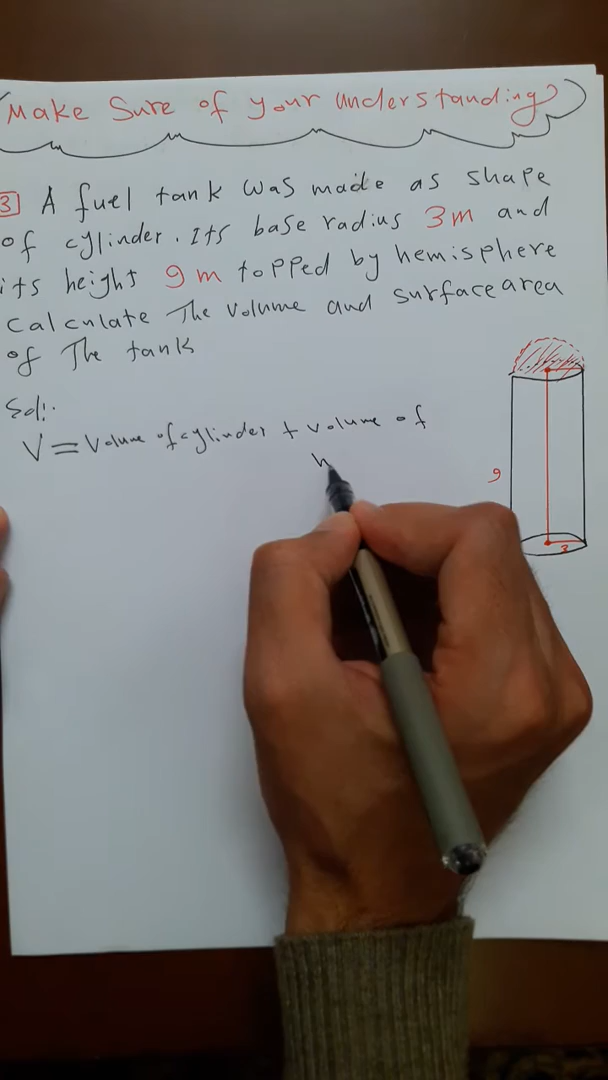 Make Sure of your understanding
3 A fuel tank was made as shape
of cylinder. Its base radius 3m and
its height 9 m topped by hemisphere
calculate The volume and surface area
of The tank
Sol:.
V = Volume of cylinder + volume of
h
9
3